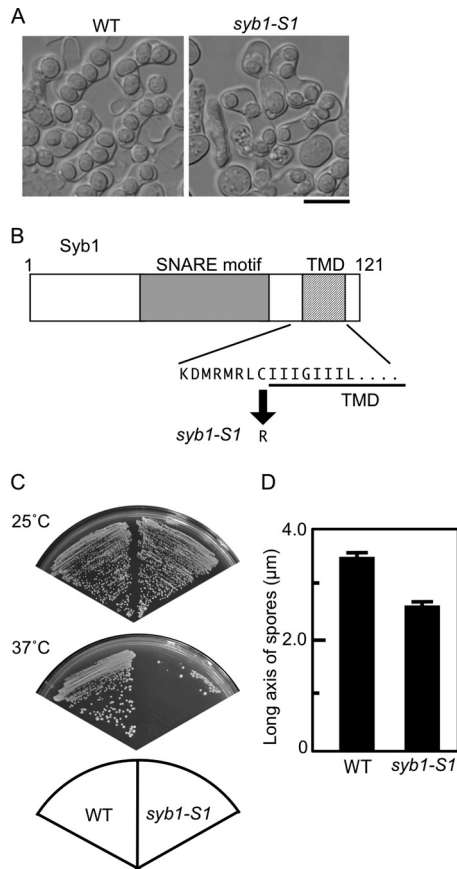 A
WT syb1-S1
B
Syb1
1 SNARE motif TMD 121
KDMRMRLCIIIGIIIL....
TMD
syb1-S1 R
C
25°C
37°C
WT syb1-S1
D
Long axis of spores (μm)
4.0
2.0
0
WT syb1-S1